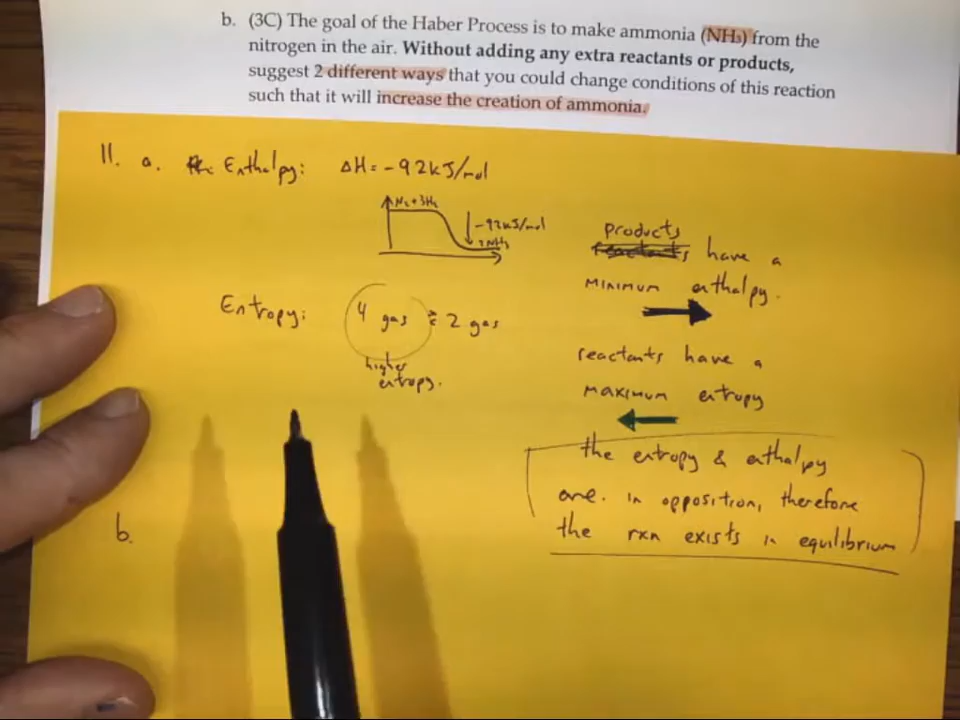 b. (3C) The goal of the Haber Process is to make ammonia (NH₃) from the
nitrogen in the air. Without adding any extra reactants or products,
suggest 2 different ways that you could change conditions of this reaction
such that it will increase the creation of ammonia.
11. a. Enthalpy: ΔH = -92kJ/mol
N₂ + 3H₂
-92kJ/mol
2NH₃
products
reactants have a
MINIMUM enthalpy.
Entropy: 4 gas ⇌ 2 gas
higher
entropy.
reactants have a
MAXIMUM entropy
the entropy & enthalpy
are. in opposition, therefore
the rxn exists in equilibrium
b.